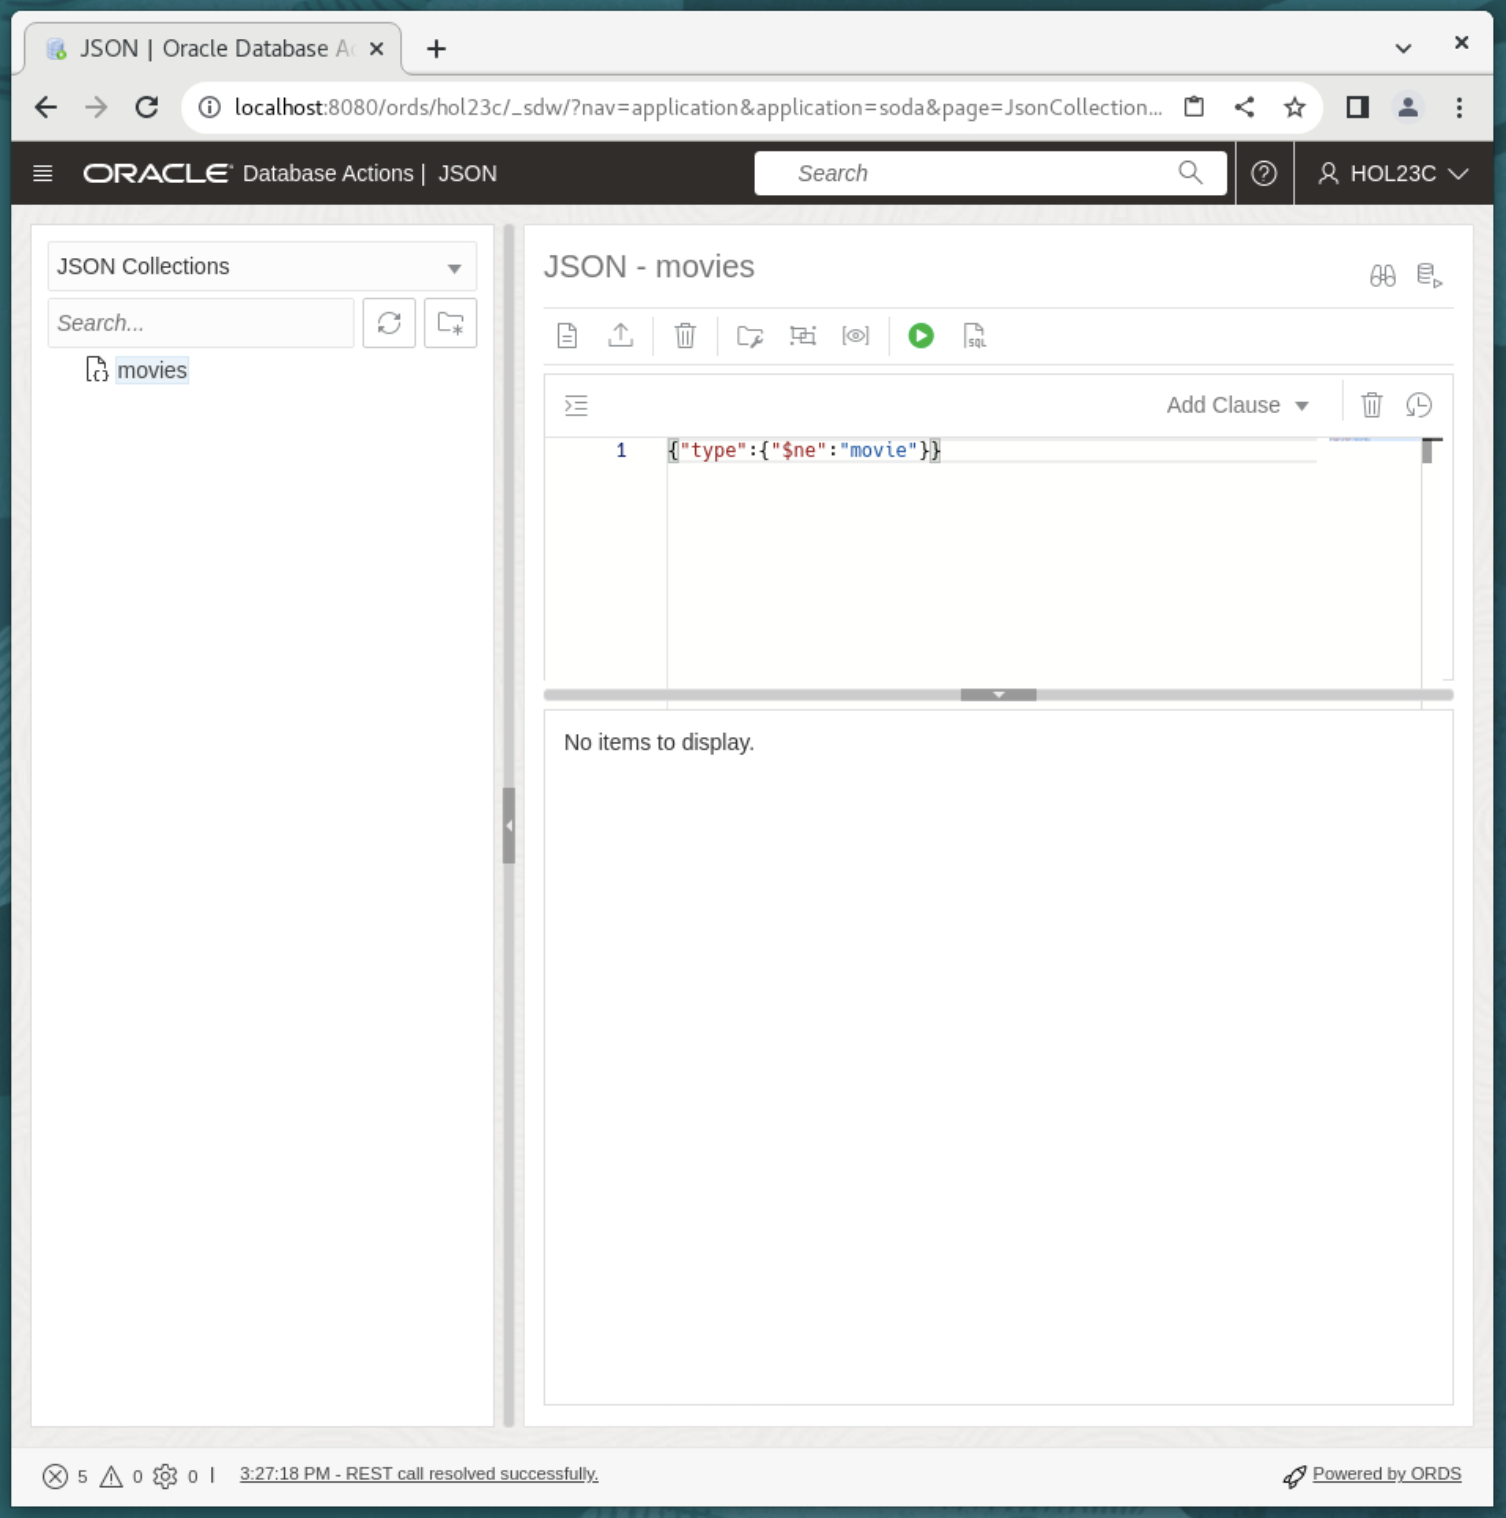 JSON | Oracle Database Ac
localhost:8080/ords/hol23c/_sdw/?nav=application&application=soda&page=JsonCollection...
ORACLE Database Actions | JSON
Search
HOL23C
JSON Collections
Search...
movies
JSON - movies
SQL
Add Clause
1 {"type":{"$ne":"movie"}}
No items to display.
5 0 0 | 3:27:18 PM - REST call resolved successfully.
Powered by ORDS